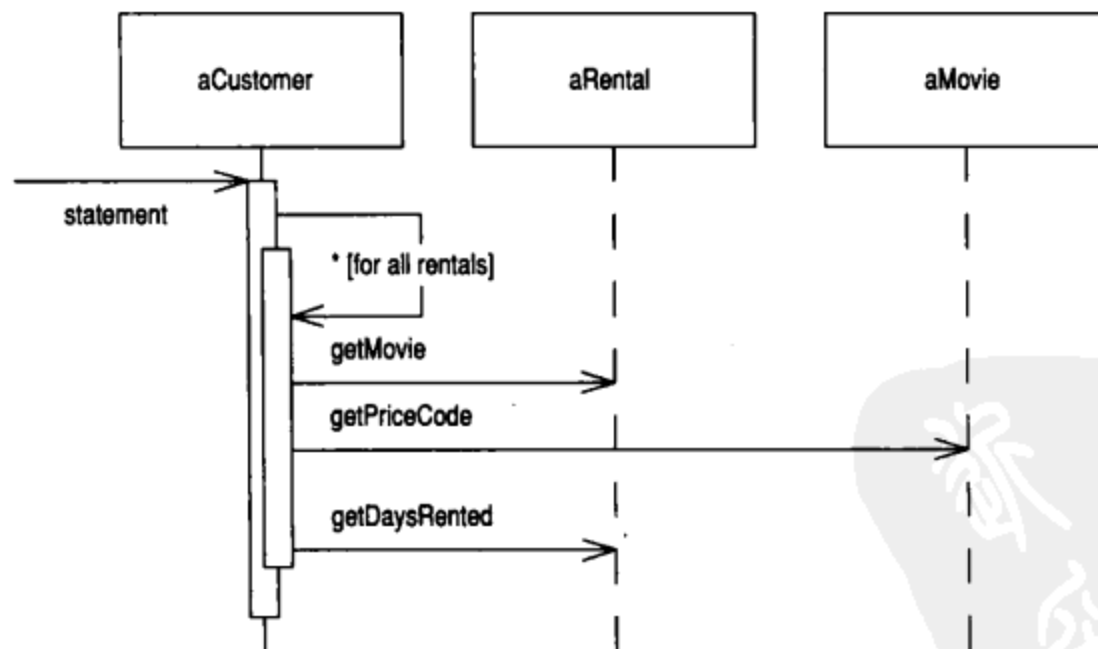 aCustomer
aRental
aMovie
statement
* [for all rentals]
getMovie
getPriceCode
getDaysRented